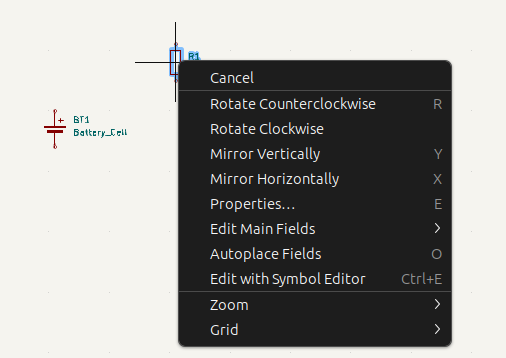 R1
BT1
Battery_Cell
Cancel
Rotate Counterclockwise R
Rotate Clockwise
Mirror Vertically Y
Mirror Horizontally X
Properties... E
Edit Main Fields
Autoplace Fields O
Edit with Symbol Editor Ctrl+E
Zoom
Grid